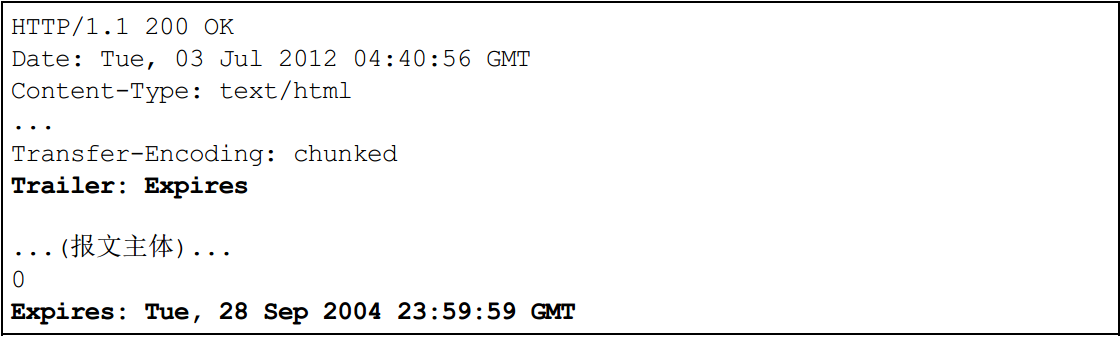 HTTP/1.1 200 OK
Date: Tue, 03 Jul 2012 04:40:56 GMT
Content-Type: text/html
...
Transfer-Encoding: chunked
Trailer: Expires
...(报文主体)...
0
Expires: Tue, 28 Sep 2004 23:59:59 GMT